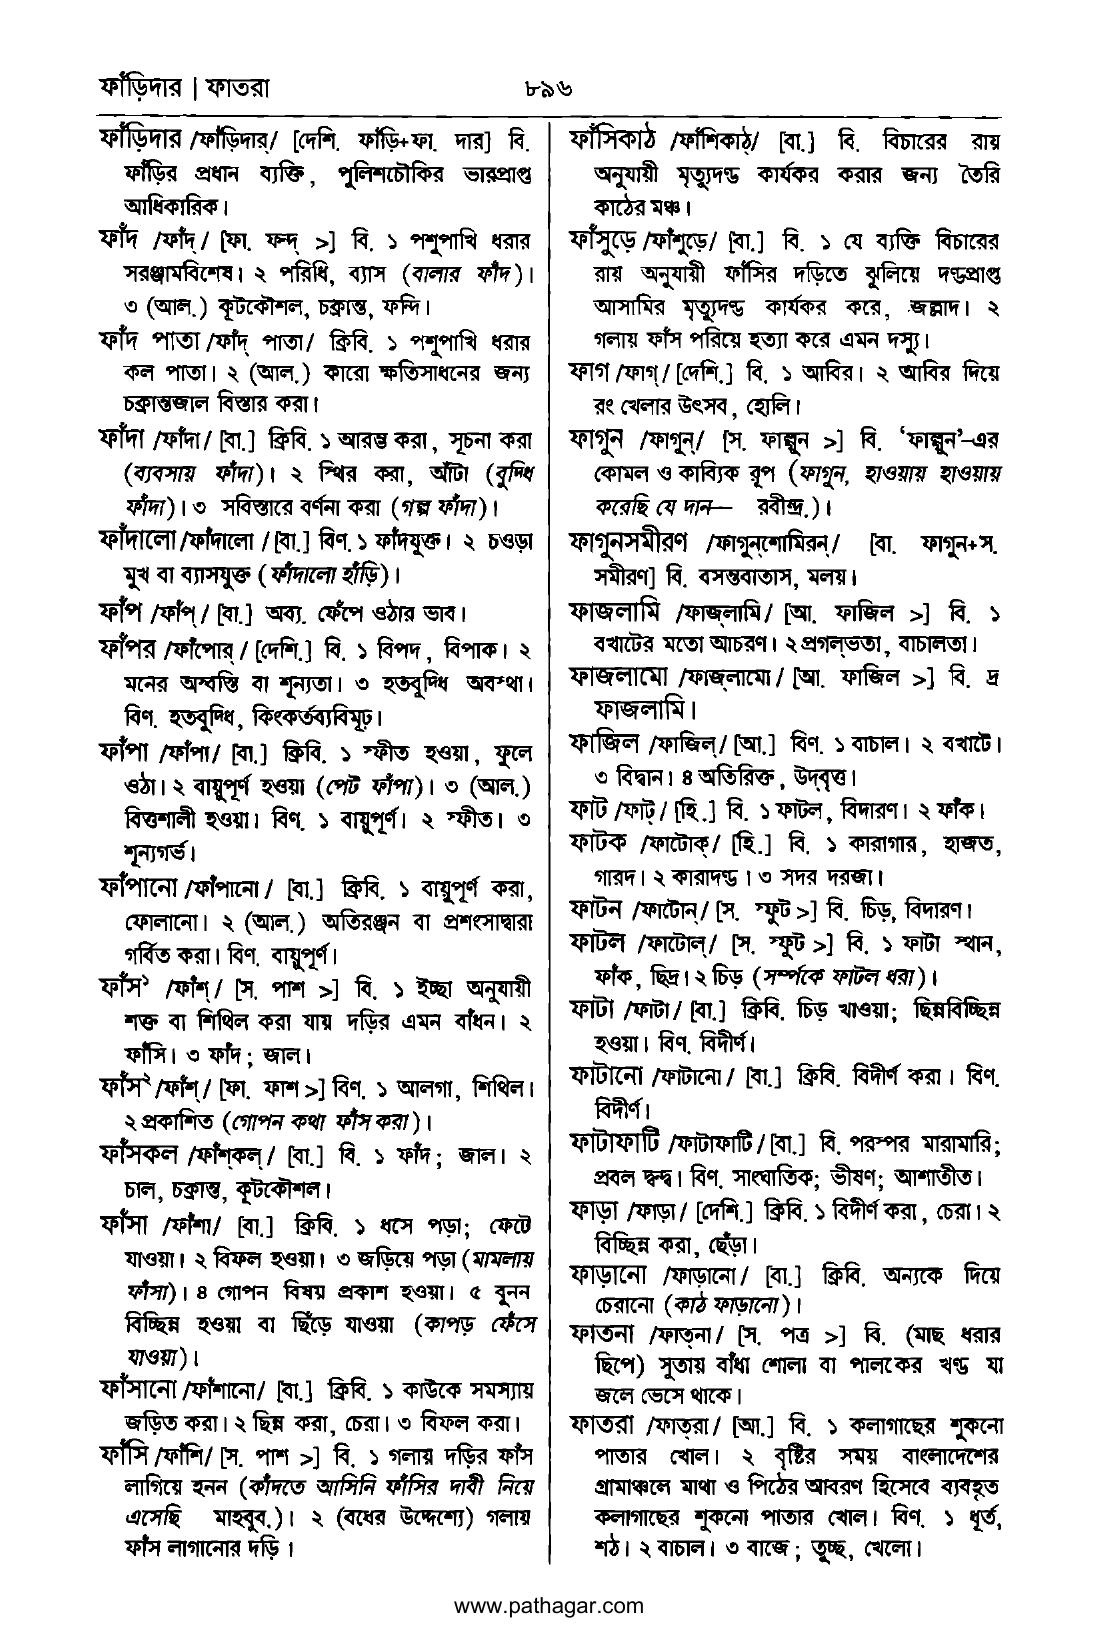 ফাঁড়িদার | ফাতরা
৮৯৬
ফাঁড়িদার /ফাঁড়িদার্/ [দেশি. ফাঁড়ি+ফা. দার] বি.
ফাঁড়ির প্রধান ব্যক্তি, পুলিশচৌকির ভারপ্রাপ্ত
আধিকারিক।
ফাঁদ /ফাঁদ্/ [ফা. ফন্দ্ >] বি. ১ পশুপাখি ধরার
সরঞ্জামবিশেষ। ২ পরিধি, ব্যাস (বালার ফাঁদ)।
৩ (আল.) কূটকৌশল, চক্রান্ত, ফন্দি।
ফাঁদ পাতা /ফাঁদ্ পাতা/ ক্রিবি. ১ পশুপাখি ধরার
কল পাতা। ২ (আল.) কারো ক্ষতিসাধনের জন্য
চক্রান্তজাল বিস্তার করা।
ফাঁদা /ফাঁদা/ [বা.] ক্রিবি. ১ আরম্ভ করা, সূচনা করা
(ব্যবসায় ফাঁদা)। ২ স্থির করা, আঁটা (বুদ্ধি
ফাঁদা)। ৩ সবিস্তারে বর্ণনা করা (গল্প ফাঁদা)।
ফাঁদালো /ফাঁদালো / [বা.] বিণ. ১ ফাঁদযুক্ত। ২ চওড়া
মুখ বা ব্যাসযুক্ত (ফাঁদালো হাঁড়ি)।
ফাঁপ /ফাঁপ্/ [বা.] অব্য. ফেঁপে ওঠার ভাব।
ফাঁপর /ফাঁপোর্/ [দেশি.] বি. ১ বিপদ, বিপাক। ২
মনের অস্বস্তি বা শূন্যতা। ৩ হতবুদ্ধি অবস্থা।
বিণ. হতবুদ্ধি, কিংকর্তব্যবিমূঢ়।
ফাঁপা /ফাঁপা/ [বা.] ক্রিবি. ১ স্ফীত হওয়া, ফুলে
ওঠা। ২ বায়ুপূর্ণ হওয়া (পেট ফাঁপা)। ৩ (আল.)
বিত্তশালী হওয়া। বিণ. ১ বায়ুপূর্ণ। ২ স্ফীত। ৩
শূন্যগর্ভ।
ফাঁপানো /ফাঁপানো/ [বা.] ক্রিবি. ১ বায়ুপূর্ণ করা,
ফোলানো। ২ (আল.) অতিরঞ্জন বা প্রশংসাদ্বারা
গর্বিত করা। বিণ. বায়ুপূর্ণ।
ফাঁস১ /ফাঁশ্/ [স. পাশ >] বি. ১ ইচ্ছা অনুযায়ী
শক্ত বা শিথিল করা যায় দড়ির এমন বাঁধন। ২
ফাঁসি। ৩ ফাঁদ; জাল।
ফাঁস২ /ফাঁশ্/ [ফা. ফাশ >] বিণ. ১ আলগা, শিথিল।
২ প্রকাশিত (গোপন কথা ফাঁস করা)।
ফাঁসকল /ফাঁশ্‌কল্/ [বা.] বি. ১ ফাঁদ; জাল। ২
চাল, চক্রান্ত, কূটকৌশল।
ফাঁসা /ফাঁশা/ [বা.] ক্রিবি. ১ ধসে পড়া; ফেটে
যাওয়া। ২ বিফল হওয়া। ৩ জড়িয়ে পড়া (মামলায়
ফাঁসা)। ৪ গোপন বিষয় প্রকাশ হওয়া। ৫ বুনন
বিচ্ছিন্ন হওয়া বা ছিঁড়ে যাওয়া (কাপড় ফেঁসে
যাওয়া)।
ফাঁসানো /ফাঁশানো/ [বা.] ক্রিবি. ১ কাউকে সমস্যায়
জড়িত করা। ২ ছিন্ন করা, চেরা। ৩ বিফল করা।
ফাঁসি /ফাঁশি/ [স. পাশ >] বি. ১ গলায় দড়ির ফাঁস
লাগিয়ে হনন (কাঁদতে আসিনি ফাঁসির দাবী নিয়ে
এসেছি মাহবুব.)। ২ (বধের উদ্দেশ্যে) গলায়
ফাঁস লাগানোর দড়ি।
ফাঁসিকাঠ /ফাঁশিকাঠ্/ [বা.] বি. বিচারের রায়
অনুযায়ী মৃত্যুদণ্ড কার্যকর করার জন্য তৈরি
কাঠের মঞ্চ।
ফাঁসুড়ে /ফাঁশুড়ে/ [বা.] বি. ১ যে ব্যক্তি বিচারের
রায় অনুযায়ী ফাঁসির দড়িতে ঝুলিয়ে দণ্ডপ্রাপ্ত
আসামির মৃত্যুদণ্ড কার্যকর করে, জল্লাদ। ২
গলায় ফাঁস পরিয়ে হত্যা করে এমন দস্যু।
ফাগ /ফাগ্/ [দেশি.] বি. ১ আবির। ২ আবির দিয়ে
রং খেলার উৎসব, হোলি।
ফাগুন /ফাগুন্/ [স. ফাল্গুন >] বি. ‘ফাল্গুন’-এর
কোমল ও কাব্যিক রূপ (ফাগুন, হাওয়ায় হাওয়ায়
করেছি যে দান— রবীন্দ্র.)।
ফাগুনসমীরণ /ফাগুন্‌শোমিরন্/ [বা. ফাগুন+স.
সমীরণ] বি. বসন্তবাতাস, মলয়।
ফাজলামি /ফাজ্‌লামি/ [আ. ফাজিল >] বি. ১
বখাটের মতো আচরণ। ২ প্রগল্‌ভতা, বাচালতা।
ফাজলামো /ফাজ্‌লামো/ [আ. ফাজিল >] বি. দ্র
ফাজলামি।
ফাজিল /ফাজিল্/ [আ.] বিণ. ১ বাচাল। ২ বখাটে।
৩ বিদ্বান। ৪ অতিরিক্ত, উদ্বৃত্ত।
ফাট /ফাট্/ [হি.] বি. ১ ফাটল, বিদারণ। ২ ফাঁক।
ফাটক /ফাটোক্/ [হি.] বি. ১ কারাগার, হাজত,
গারদ। ২ কারাদণ্ড। ৩ সদর দরজা।
ফাটন /ফাটোন্/ [স. স্ফুট >] বি. চিড়, বিদারণ।
ফাটল /ফাটোল্/ [স. স্ফুট >] বি. ১ ফাটা স্থান,
ফাঁক, ছিদ্র। ২ চিড় (সম্পর্কে ফাটল ধরা)।
ফাটা /ফাটা/ [বা.] ক্রিবি. চিড় খাওয়া; ছিন্নবিচ্ছিন্ন
হওয়া। বিণ. বিদীর্ণ।
ফাটানো /ফাটানো/ [বা.] ক্রিবি. বিদীর্ণ করা। বিণ.
বিদীর্ণ।
ফাটাফাটি /ফাটাফাটি/ [বা.] বি. পরস্পর মারামারি;
প্রবল দ্বন্দ্ব। বিণ. সাংঘাতিক; ভীষণ; আশাতীত।
ফাড়া /ফাড়া/ [দেশি.] ক্রিবি. ১ বিদীর্ণ করা, চেরা। ২
বিচ্ছিন্ন করা, ছেঁড়া।
ফাড়ানো /ফাড়ানো/ [বা.] ক্রিবি. অন্যকে দিয়ে
চেরানো (কাঠ ফাড়ানো)।
ফাতনা /ফাত্‌না/ [স. পত্র >] বি. (মাছ ধরার
ছিপে) সুতায় বাঁধা শোলা বা পালকের খণ্ড যা
জলে ভেসে থাকে।
ফাতরা /ফাত্‌রা/ [আ.] বি. ১ কলাগাছের শুকনো
পাতার খোল। ২ বৃষ্টির সময় বাংলাদেশের
গ্রামাঞ্চলে মাথা ও পিঠের আবরণ হিসেবে ব্যবহৃত
কলাগাছের শুকনো পাতার খোল। বিণ. ১ ধূর্ত,
শঠ। ২ বাচাল। ৩ বাজে; তুচ্ছ, খেলো।
www.pathagar.com